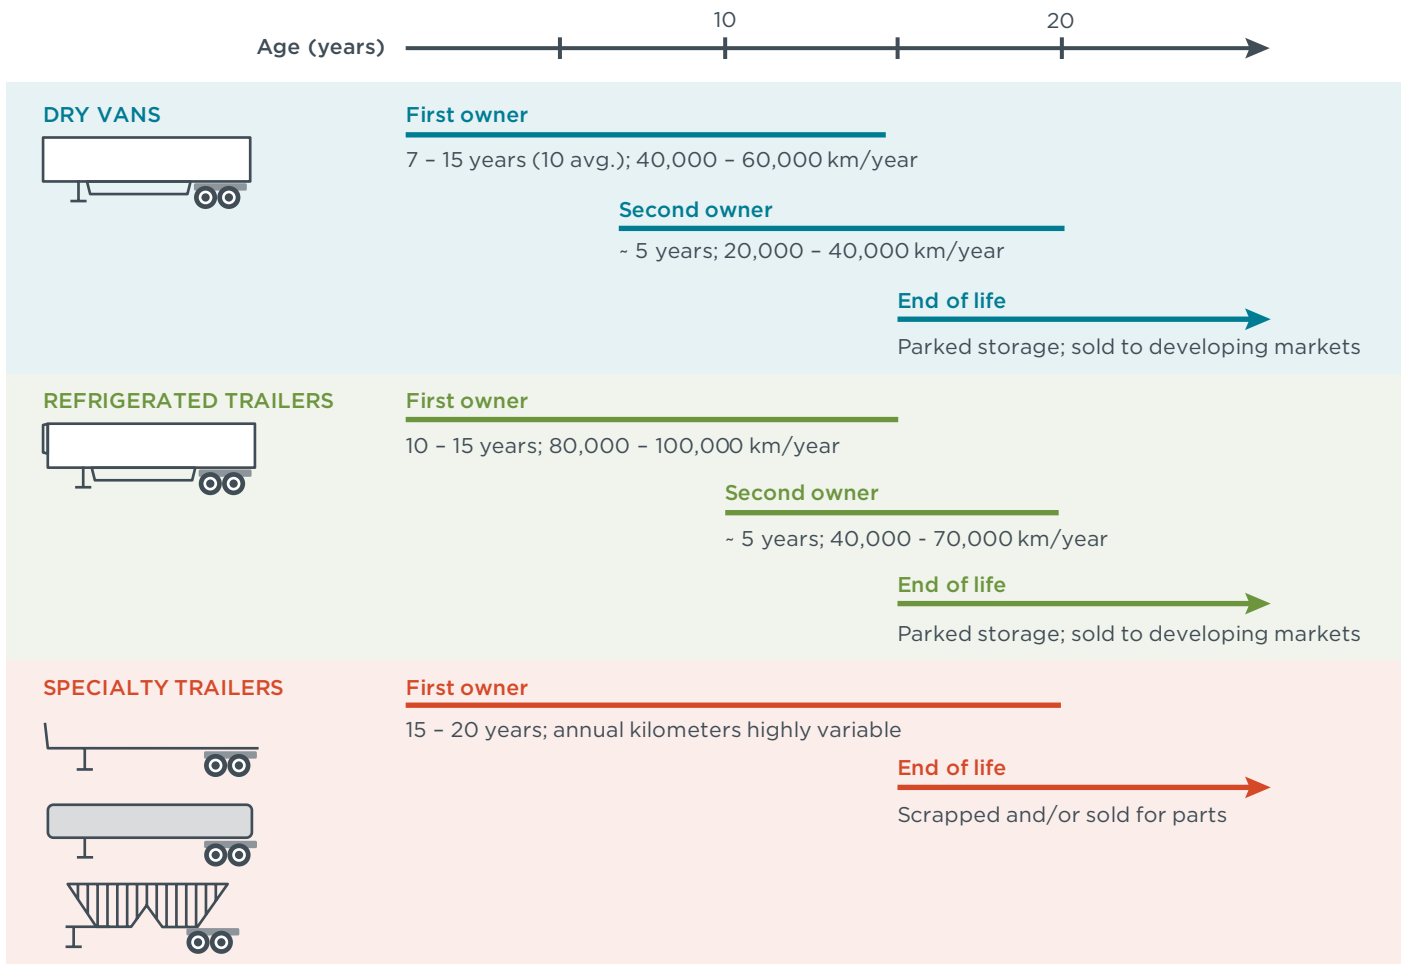 10 20
Age (years)
DRY VANS
First owner
7 – 15 years (10 avg.); 40,000 – 60,000 km/year
Second owner
~ 5 years; 20,000 – 40,000 km/year
End of life
Parked storage; sold to developing markets
REFRIGERATED TRAILERS
First owner
10 – 15 years; 80,000 – 100,000 km/year
Second owner
~ 5 years; 40,000 - 70,000 km/year
End of life
Parked storage; sold to developing markets
SPECIALTY TRAILERS
First owner
15 – 20 years; annual kilometers highly variable
End of life
Scrapped and/or sold for parts